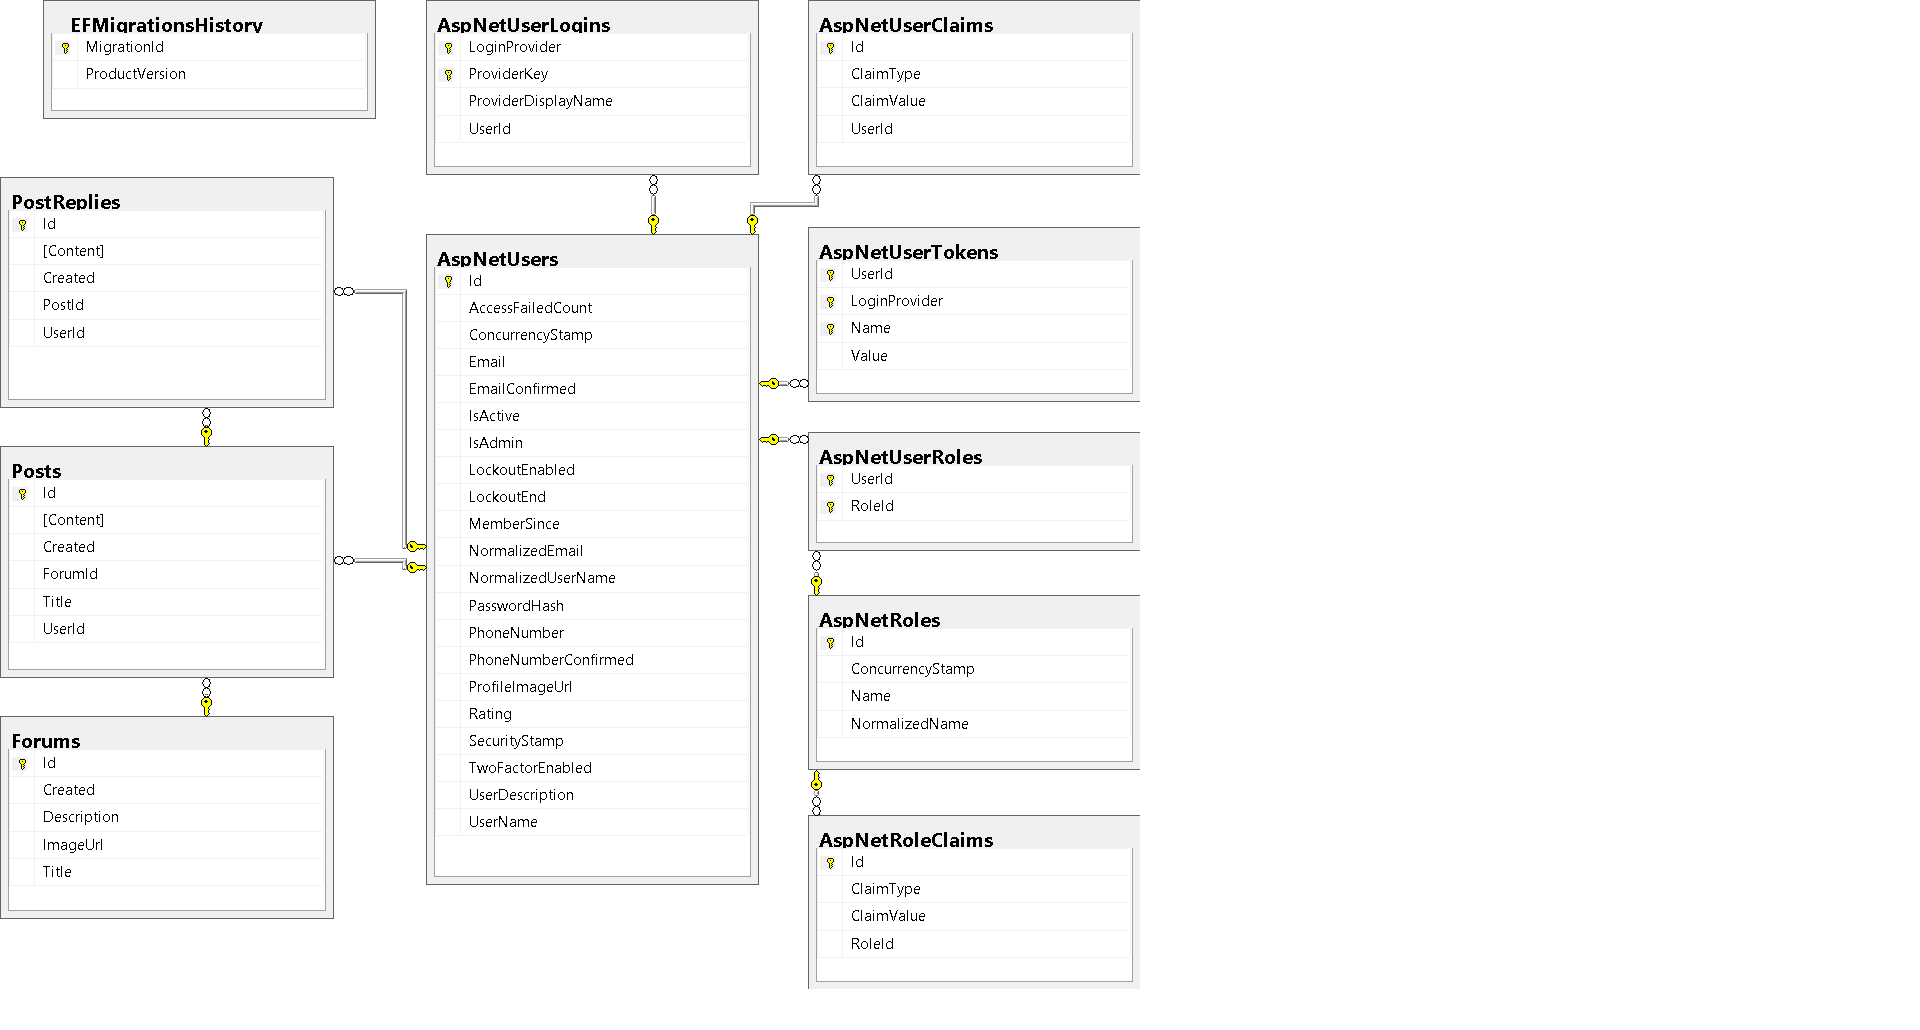 EFMigrationsHistory
MigrationId
ProductVersion
AspNetUserLogins
LoginProvider
ProviderKey
ProviderDisplayName
UserId
AspNetUserClaims
Id
ClaimType
ClaimValue
UserId
PostReplies
Id
[Content]
Created
PostId
UserId
AspNetUsers
Id
AccessFailedCount
ConcurrencyStamp
Email
EmailConfirmed
IsActive
IsAdmin
LockoutEnabled
LockoutEnd
MemberSince
NormalizedEmail
NormalizedUserName
PasswordHash
PhoneNumber
PhoneNumberConfirmed
ProfileImageUrl
Rating
SecurityStamp
TwoFactorEnabled
UserDescription
UserName
AspNetUserTokens
UserId
LoginProvider
Name
Value
AspNetUserRoles
UserId
RoleId
Posts
Id
[Content]
Created
ForumId
Title
UserId
AspNetRoles
Id
ConcurrencyStamp
Name
NormalizedName
Forums
Id
Created
Description
ImageUrl
Title
AspNetRoleClaims
Id
ClaimType
ClaimValue
RoleId